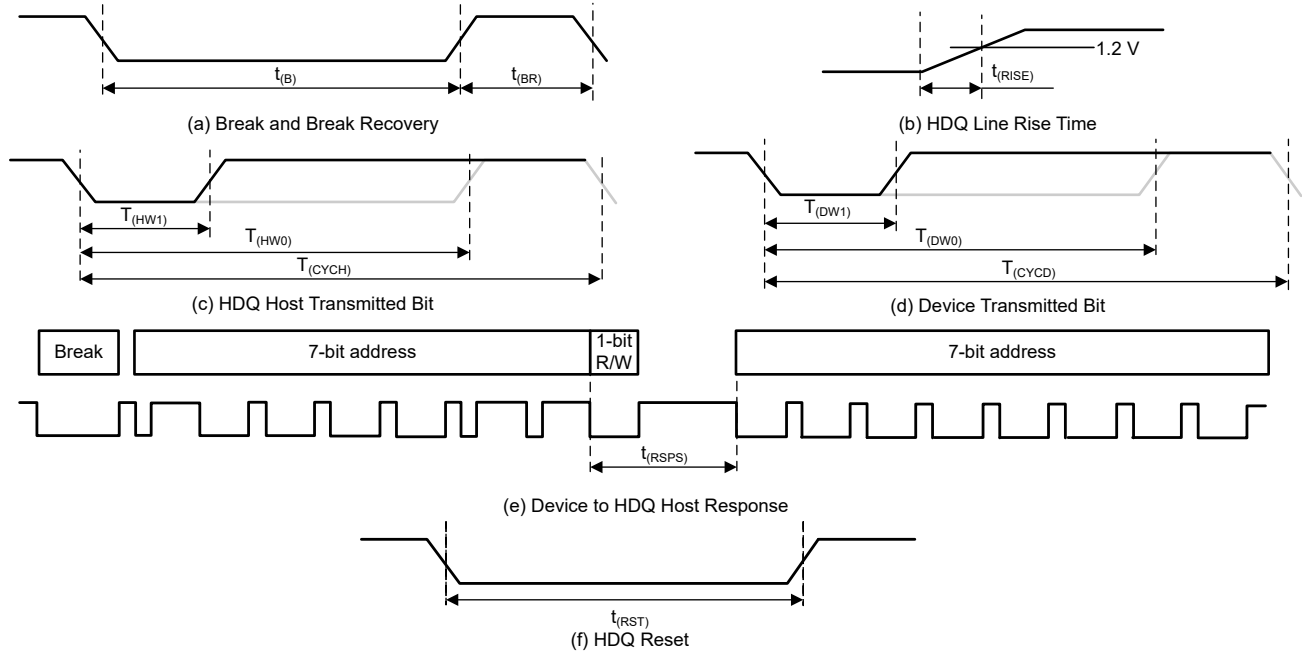 t(B)
t(BR)
(a) Break and Break Recovery
1.2 V
t(RISE)
(b) HDQ Line Rise Time
T(HW1)
T(HW0)
T(CYCH)
(c) HDQ Host Transmitted Bit
T(DW1)
T(DW0)
T(CYCD)
(d) Device Transmitted Bit
Break
7-bit address
1-bit
R/W
7-bit address
t(RSPS)
(e) Device to HDQ Host Response
t(RST)
(f) HDQ Reset